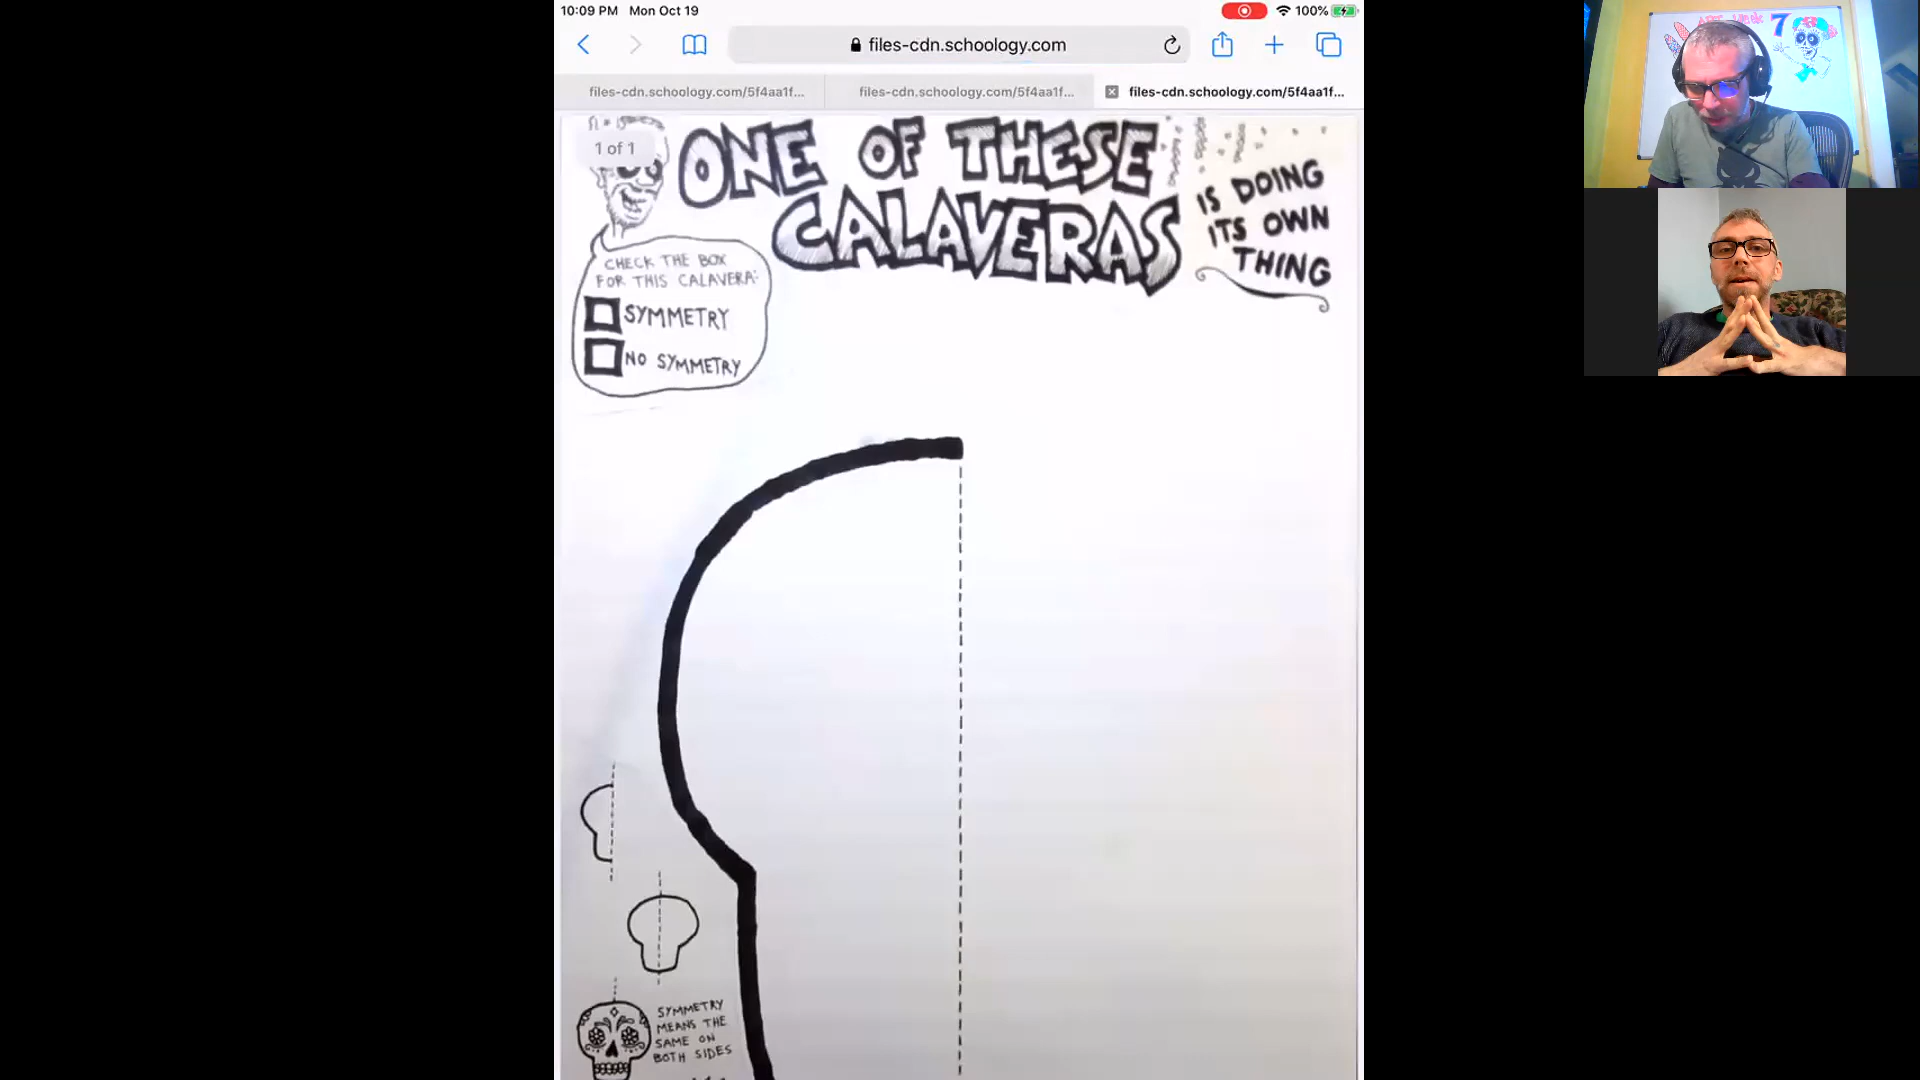 10:09 PM Mon Oct 19
100%
files-cdn.schoology.com
files-cdn.schoology.com/5f4aa1f...
files-cdn.schoology.com/5f4aa1f...
files-cdn.schoology.com/5f4aa1f...
1 of 1
ONE OF THESE
CALAVERAS
IS DOING
ITS OWN
THING
CHECK THE BOX
FOR THIS CALAVERA:
SYMMETRY
NO SYMMETRY
SYMMETRY
MEANS THE
SAME ON
BOTH SIDES
7